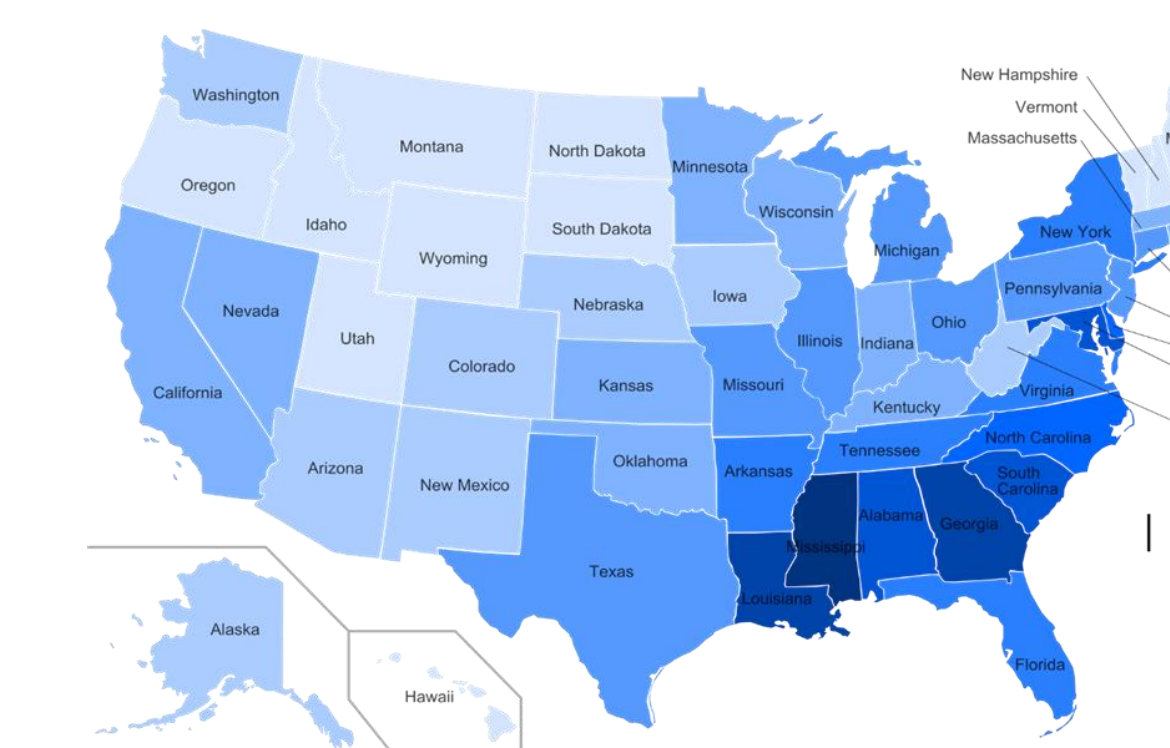 New Hampshire
Washington
Vermont
Massachusetts
Montana
North Dakota
Minnesota
Oregon
Wisconsin
Idaho
South Dakota
New York
Michigan
Wyoming
Pennsylvania
Nebraska
Iowa
Nevada
Ohio
Utah
Illinois
Indiana
Colorado
Kansas
Missouri
California
Virginia
Kentucky
North Carolina
Tennessee
Arizona
Oklahoma
Arkansas
New Mexico
South
Carolina
Alabama
Georgia
Mississippi
Texas
Louisiana
Alaska
Florida
Hawaii